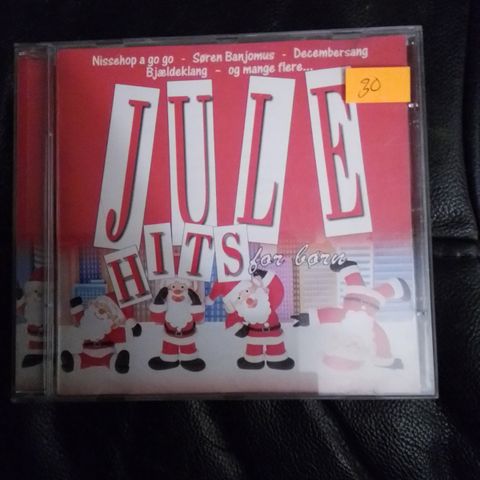 Nissehop a go go - Søren Banjomus - Decembersang
Bjældeklang - og mange flere...
30
JULE
HITS
for børn